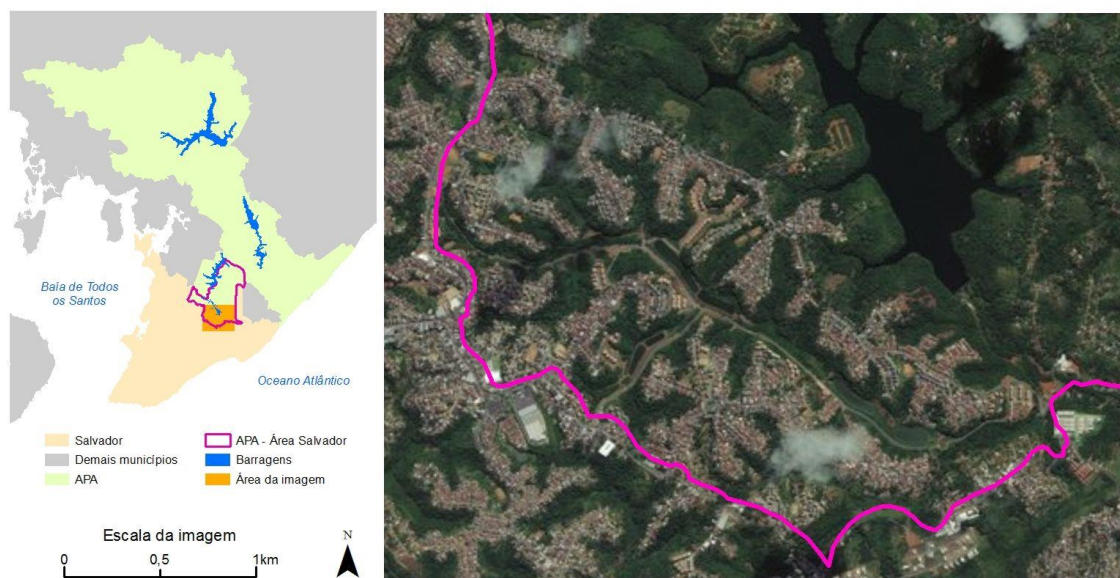 Baía de Todos
os Santos
Oceano Atlântico
Salvador
Demais municípios
APA
APA - Área Salvador
Barragens
Área da imagem
Escala da imagem
0
0,5
1km
N